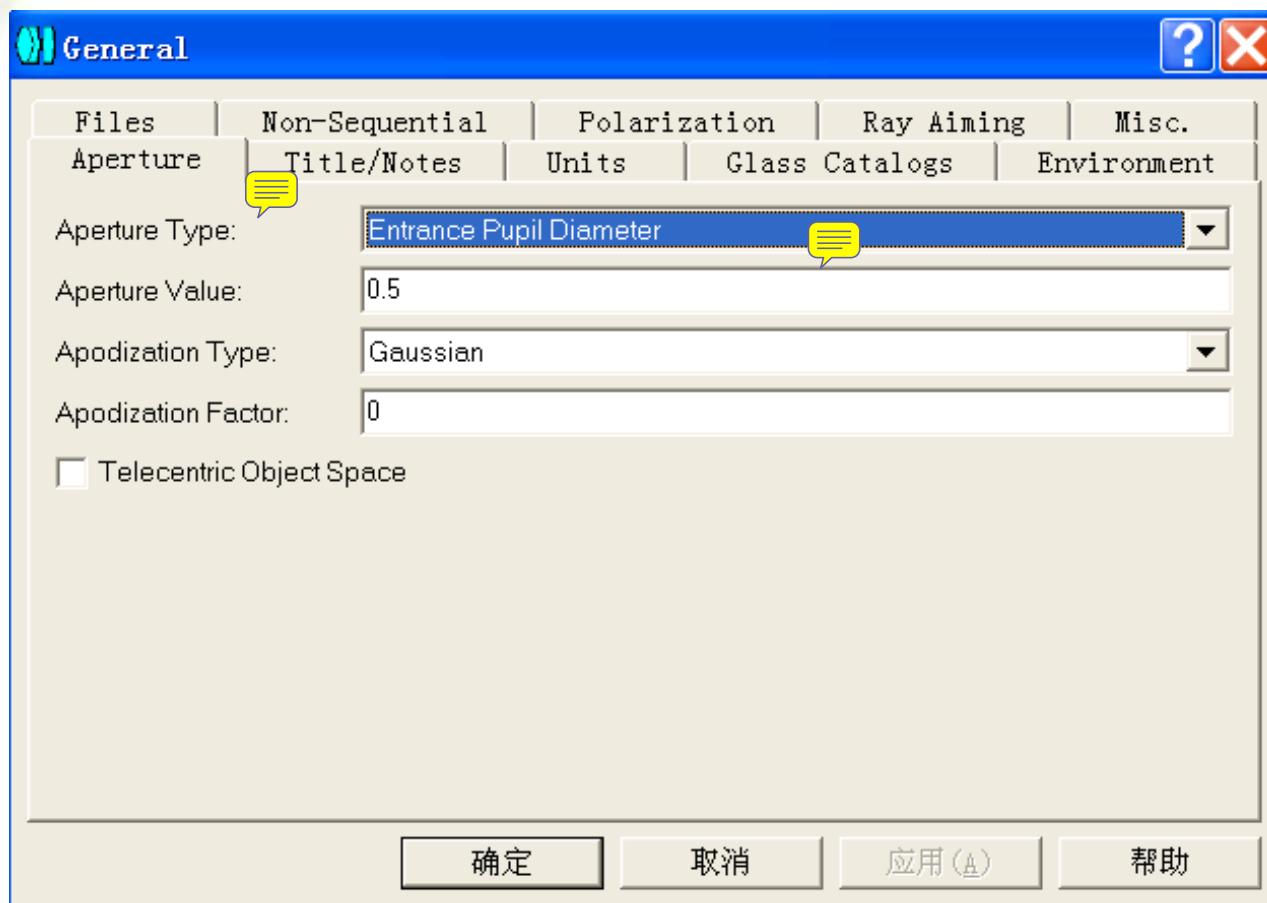 General
Files Non-Sequential Polarization Ray Aiming Misc.
Aperture Title/Notes Units Glass Catalogs Environment
Aperture Type: Entrance Pupil Diameter
Aperture Value: 0.5
Apodization Type: Gaussian
Apodization Factor: 0
Telecentric Object Space
确定 取消 应用(A) 帮助